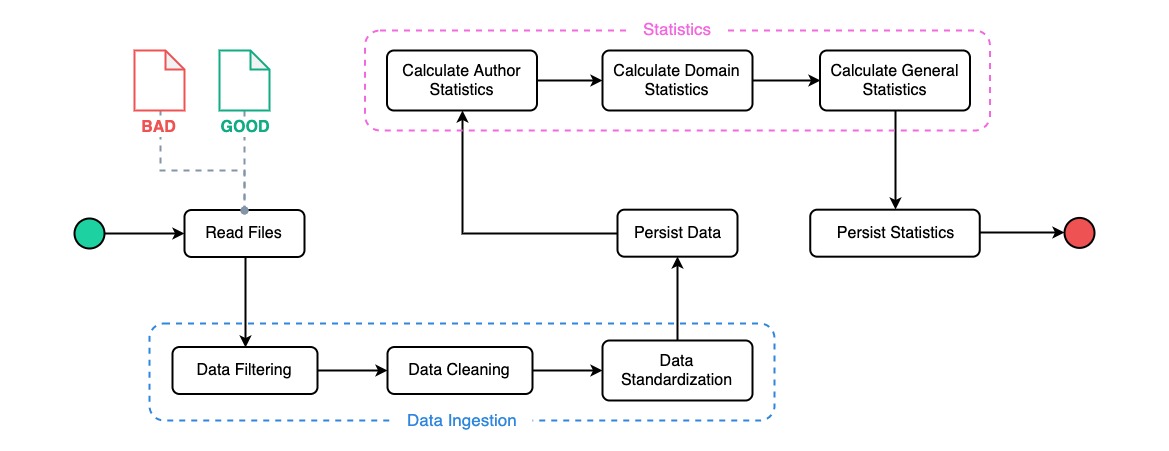 Statistics
Calculate Author
Statistics
Calculate Domain
Statistics
Calculate General
Statistics
BAD
GOOD
Read Files
Persist Data
Persist Statistics
Data Filtering
Data Cleaning
Data
Standardization
Data Ingestion